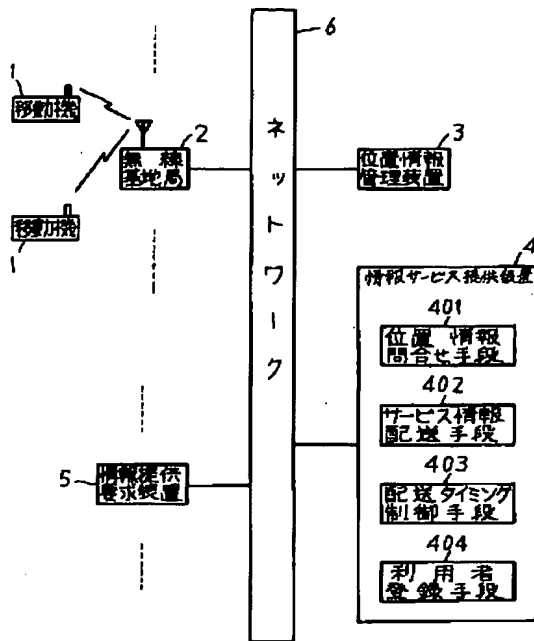 6
1
移動機
2
無線
基地局
3
位置情報
管理装置
移動機
1
ネットワーク
4
情報サービス提供装置
401
位置情報
問合せ手段
402
サービス情報
配送手段
403
配送タイミング
制御手段
404
利用者
登録手段
5
情報提供
要求装置